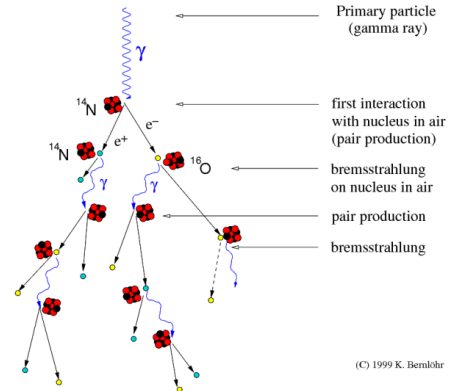 Primary particle
(gamma ray)
γ
¹⁴N
first interaction
with nucleus in air
(pair production)
e⁺
e⁻
¹⁴N
¹⁶O
bremsstrahlung
on nucleus in air
γ
γ
pair production
bremsstrahlung
(C) 1999 K. Bernlöhr